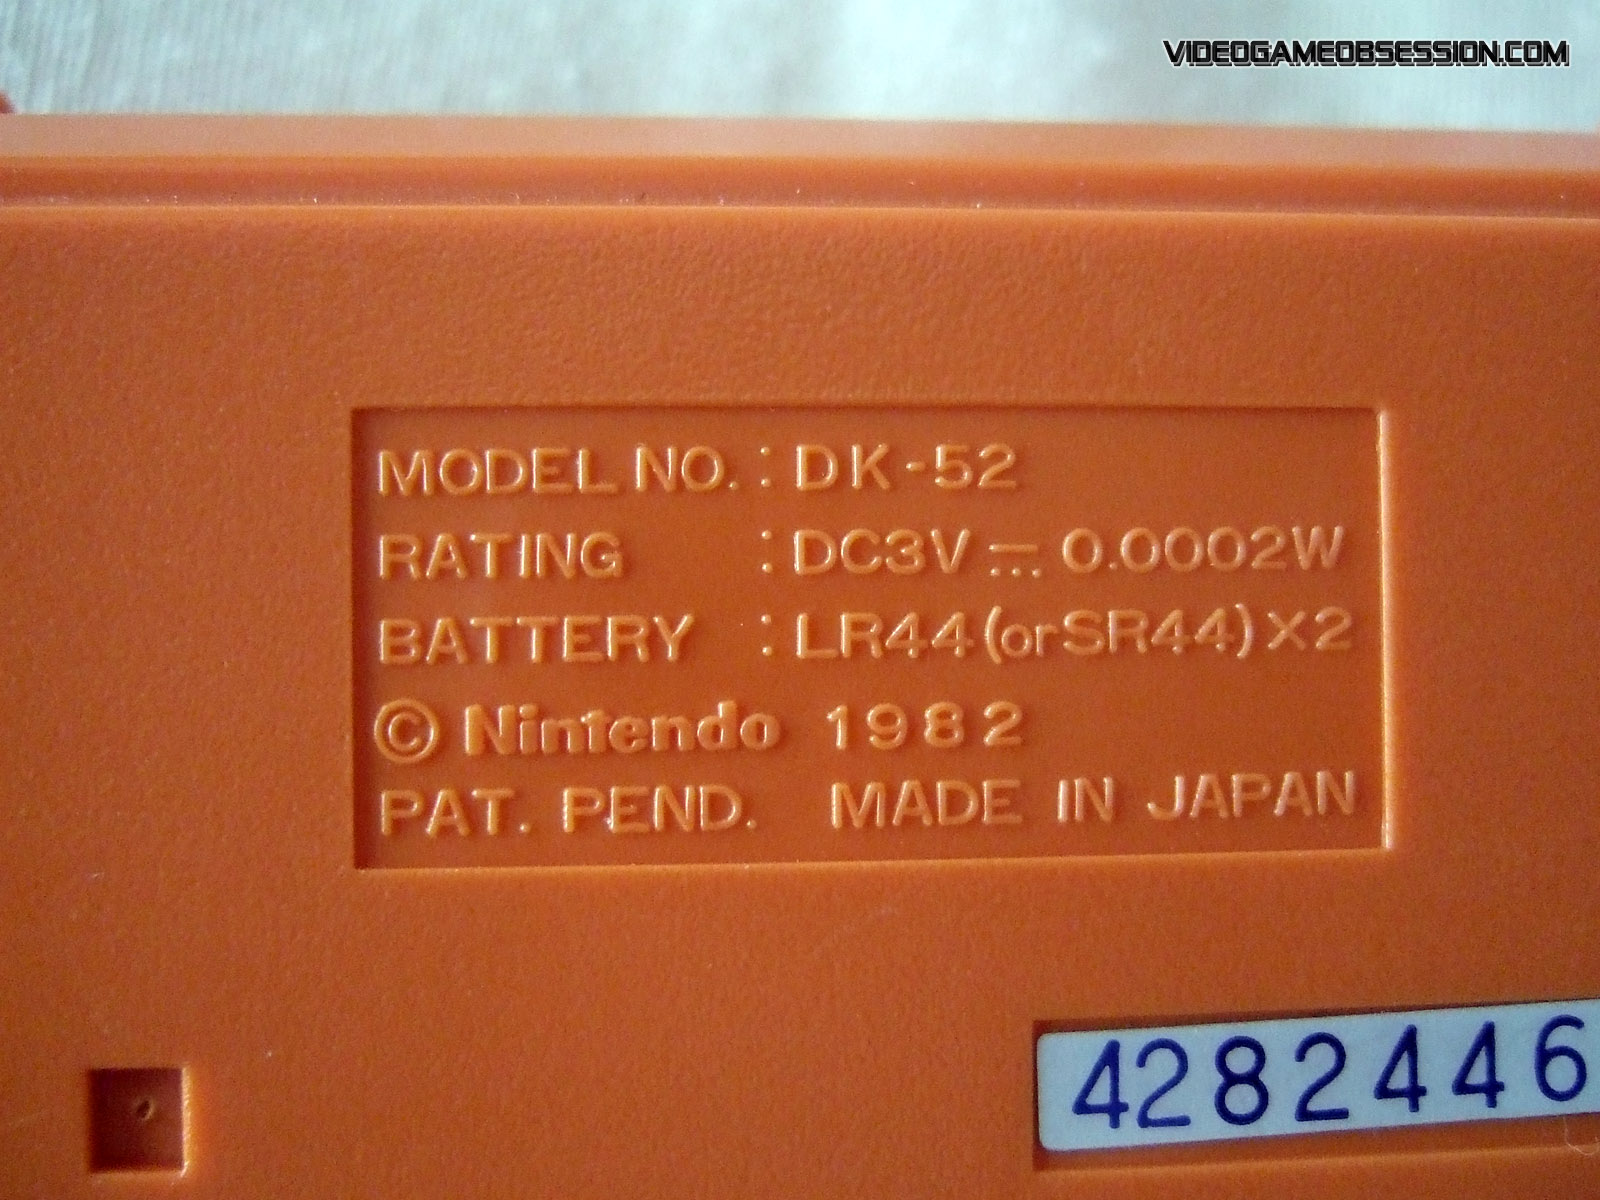 VIDEOGAMEOBSESSION.COM
MODEL NO. : DK-52
RATING : DC3V ⎓ 0.0002W
BATTERY : LR44 (or SR44) X2
© Nintendo 1982
PAT. PEND. MADE IN JAPAN
4282446